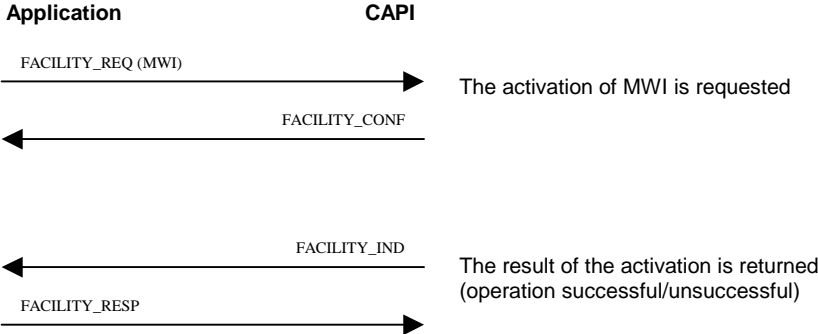 Application CAPI
FACILITY_REQ (MWI)
The activation of MWI is requested
FACILITY_CONF
FACILITY_IND
The result of the activation is returned
(operation successful/unsuccessful)
FACILITY_RESP